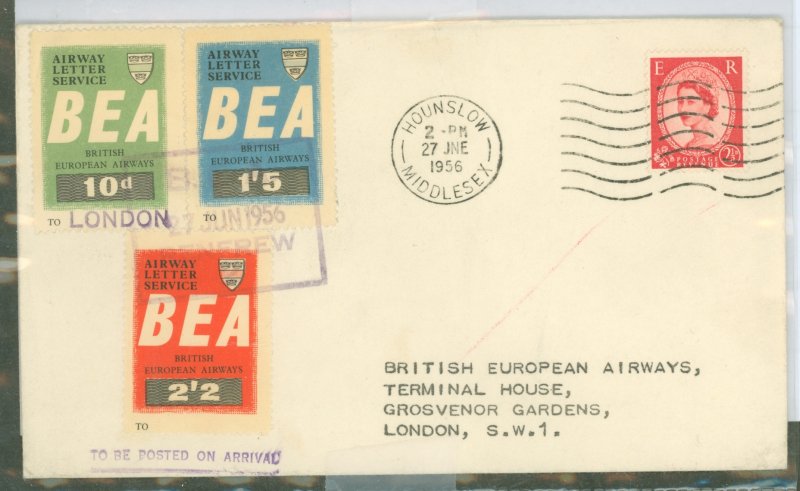 AIRWAY
LETTER
SERVICE
BEA
BRITISH
EUROPEAN AIRWAYS
10d
TO
LONDON
AIRWAY
LETTER
SERVICE
BEA
BRITISH
EUROPEAN AIRWAYS
1'5
TO
27 JUN 1956
RENFREW
AIRWAY
LETTER
SERVICE
BEA
BRITISH
EUROPEAN AIRWAYS
2'2
TO
TO BE POSTED ON ARRIVAL
HOUNSLOW
2 - PM
27 JNE
1956
MIDDLESEX
E R
POSTAGE
2½
BRITISH EUROPEAN AIRWAYS,
TERMINAL HOUSE,
GROSVENOR GARDENS,
LONDON, S.W.1.